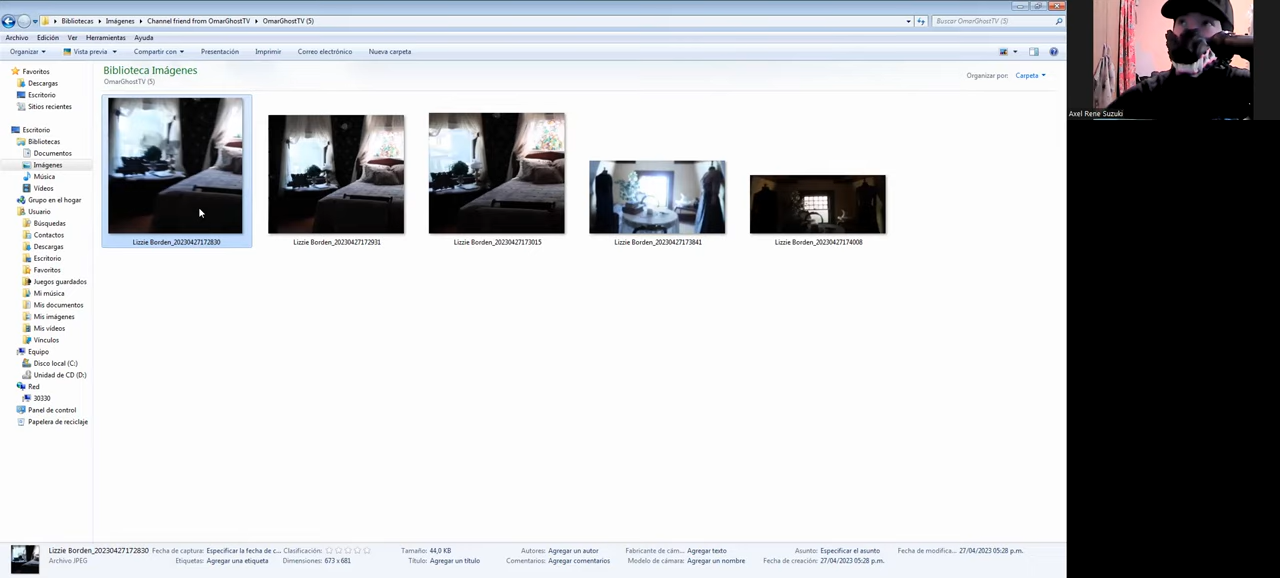 Bibliotecas Imágenes Channel friend from OmarGhostTV OmarGhostTV (5) Buscar OmarGhostTV (5)
Archivo Edición Ver Herramientas Ayuda
Organizar Vista previa Compartir con Presentación Imprimir Correo electrónico Nueva carpeta
Favoritos
Descargas
Escritorio
Sitios recientes
Escritorio
Bibliotecas
Documentos
Imágenes
Música
Vídeos
Grupo en el hogar
Usuario
Búsquedas
Contactos
Descargas
Escritorio
Favoritos
Juegos guardados
Mi música
Mis documentos
Mis imágenes
Mis vídeos
Vínculos
Equipo
Disco local (C:)
Unidad de CD (D:)
Red
30330
Panel de control
Papelera de reciclaje
Biblioteca Imágenes
OmarGhostTV (5)
Organizar por: Carpeta
Lizzie Borden_20230427172830 Lizzie Borden_20230427172931 Lizzie Borden_20230427173015 Lizzie Borden_20230427173841 Lizzie Borden_20230427174008
Lizzie Borden_20230427172830 Fecha de captura: Especificar la fecha de c... Clasificación: Tamaño: 44,0 KB Autores: Agregar un autor Fabricante de cám... Agregar texto Asunto: Especificar el asunto Fecha de modifica... 27/04/2023 05:28 p.m.
Archivo JPEG Etiquetas: Agregar una etiqueta Dimensiones: 673 x 681 Título: Agregar un título Comentarios: Agregar comentarios Modelo de cámara: Agregar un nombre Fecha de creación: 27/04/2023 05:28 p.m.
Axel Rene Suzuki